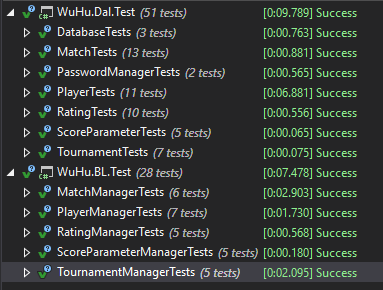 WuHu.Dal.Test (51 tests) [0:09.789] Success
DatabaseTests (3 tests) [0:00.763] Success
MatchTests (13 tests) [0:00.881] Success
PasswordManagerTests (2 tests) [0:00.565] Success
PlayerTests (11 tests) [0:06.881] Success
RatingTests (10 tests) [0:00.556] Success
ScoreParameterTests (5 tests) [0:00.065] Success
TournamentTests (7 tests) [0:00.075] Success
WuHu.BL.Test (28 tests) [0:07.478] Success
MatchManagerTests (6 tests) [0:02.903] Success
PlayerManagerTests (7 tests) [0:01.730] Success
RatingManagerTests (5 tests) [0:00.568] Success
ScoreParameterManagerTests (5 tests) [0:00.180] Success
TournamentManagerTests (5 tests) [0:02.095] Success